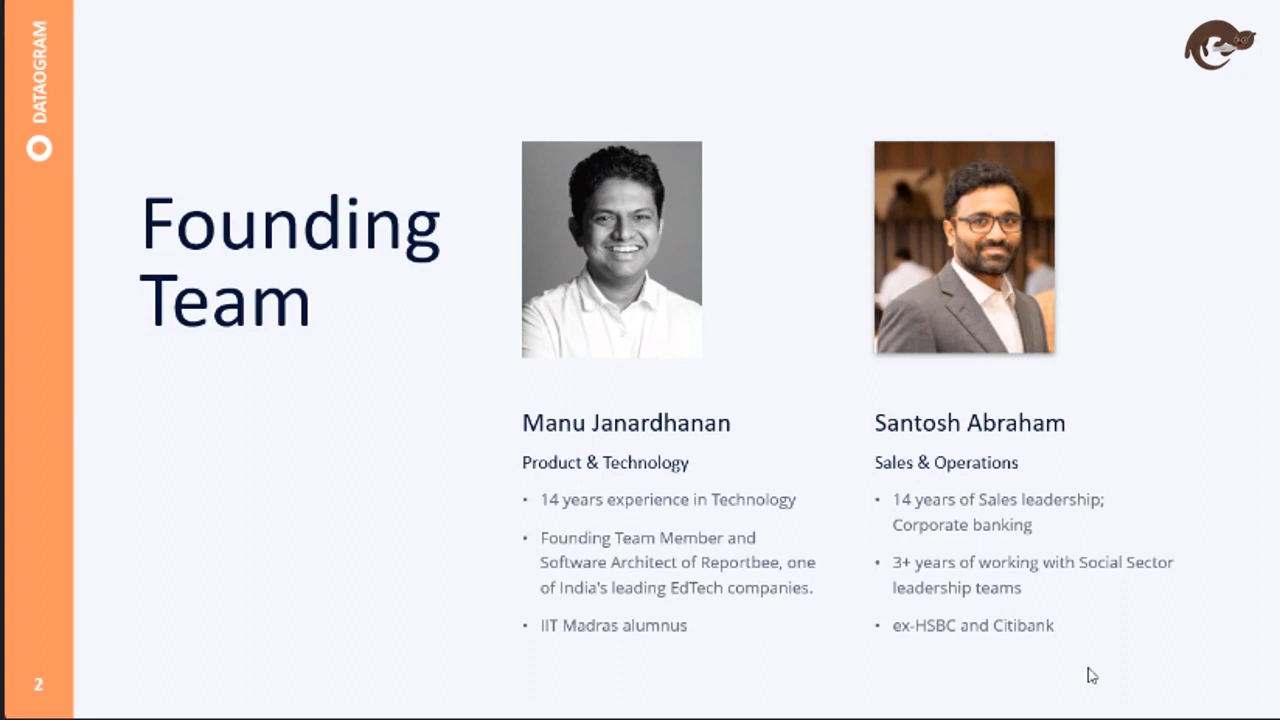 DATAOGRAM
Founding
Team
Manu Janardhanan
Product & Technology
• 14 years experience in Technology
• Founding Team Member and
Software Architect of Reportbee, one
of India's leading EdTech companies.
• IIT Madras alumnus
Santosh Abraham
Sales & Operations
• 14 years of Sales leadership;
Corporate banking
• 3+ years of working with Social Sector
leadership teams
• ex-HSBC and Citibank
2